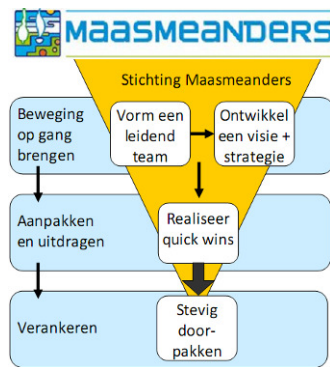 MAASMEANDERS
Stichting Maasmeanders
Beweging
op gang
brengen
Vorm een
leidend
team
Ontwikkel
een visie +
strategie
Aanpakken
en uitdragen
Realiseer
quick wins
Verankeren
Stevig
door-
pakken